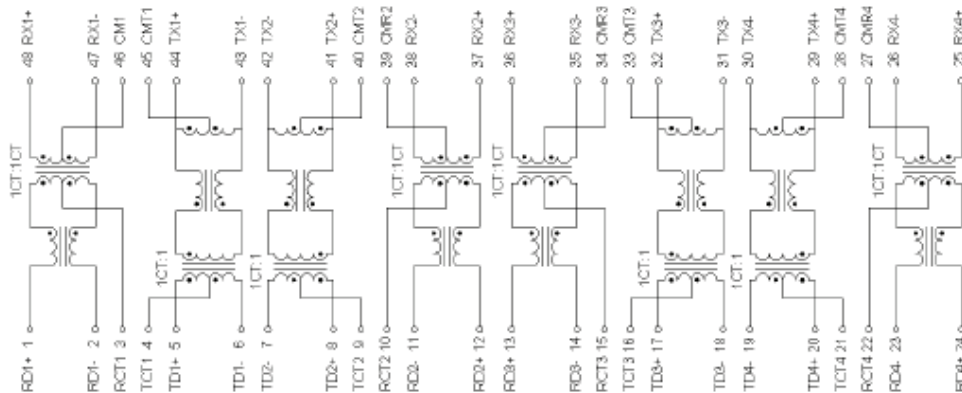 48 RX1+
47 RX1-
46 CM1
45 CMT1
44 TX1+
43 TX1-
42 TX2-
41 TX2+
40 CMT2
39 CMR2
38 RX2-
37 RX2+
36 RX3+
35 RX3-
34 CMR3
33 CMT3
32 TX3+
31 TX3-
30 TX4-
29 TX4+
28 CMT4
27 CMR4
26 RX4-
25 RX4+
1CT:1CT
1CT:1
1CT:1
1CT:1CT
1CT:1CT
1CT:1
1CT:1
1CT:1CT
RD1+ 1
RD1- 2
RCT1 3
TCT1 4
TD1+ 5
TD1- 6
TD2- 7
TD2+ 8
TCT2 9
RCT2 10
RD2- 11
RD2+ 12
RD3+ 13
RD3- 14
RCT3 15
TCT3 16
TD3+ 17
TD3- 18
TD4- 19
TD4+ 20
TCT4 21
RCT4 22
RD4- 23
RD4+ 24